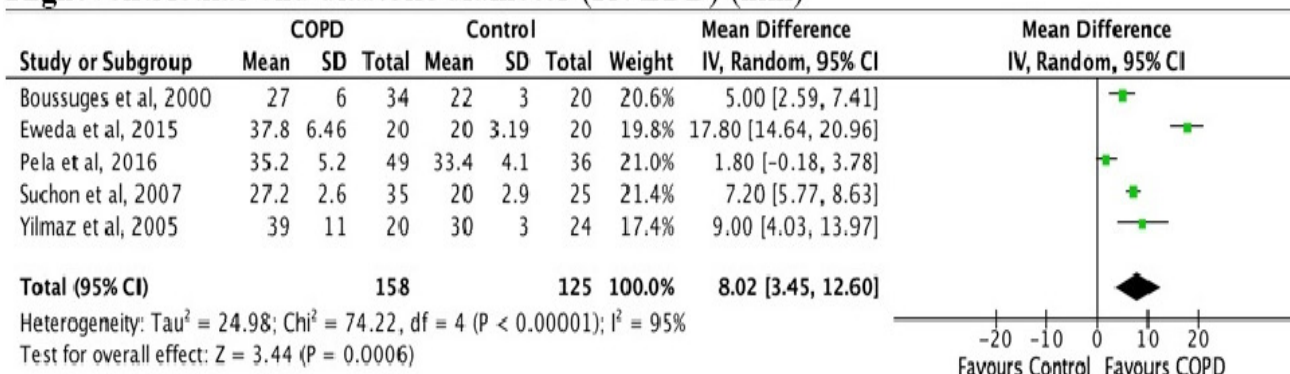 COPD Control Mean Difference Mean Difference
Study or Subgroup Mean SD Total Mean SD Total Weight IV, Random, 95% CI IV, Random, 95% CI
Boussuges et al, 2000 27 6 34 22 3 20 20.6% 5.00 [2.59, 7.41]
Eweda et al, 2015 37.8 6.46 20 20 3.19 20 19.8% 17.80 [14.64, 20.96]
Pela et al, 2016 35.2 5.2 49 33.4 4.1 36 21.0% 1.80 [-0.18, 3.78]
Suchon et al, 2007 27.2 2.6 35 20 2.9 25 21.4% 7.20 [5.77, 8.63]
Yilmaz et al, 2005 39 11 20 30 3 24 17.4% 9.00 [4.03, 13.97]
Total (95% CI) 158 125 100.0% 8.02 [3.45, 12.60]
Heterogeneity: Tau² = 24.98; Chi² = 74.22, df = 4 (P < 0.00001); I² = 95%
Test for overall effect: Z = 3.44 (P = 0.0006)
-20 -10 0 10 20
Favours Control Favours COPD